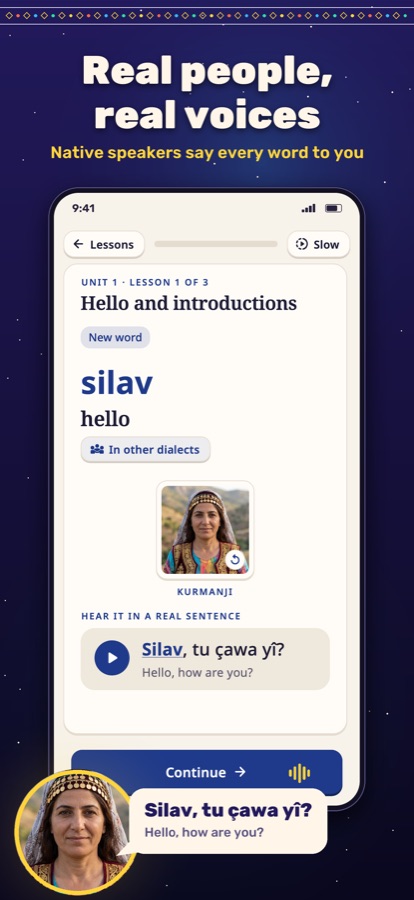 Real people,
real voices
Native speakers say every word to you
9:41
← Lessons
Slow
UNIT 1 · LESSON 1 OF 3
Hello and introductions
New word
silav
hello
In other dialects
KURMANJI
HEAR IT IN A REAL SENTENCE
Silav, tu çawa yî?
Hello, how are you?
Continue →
Silav, tu çawa yî?
Hello, how are you?